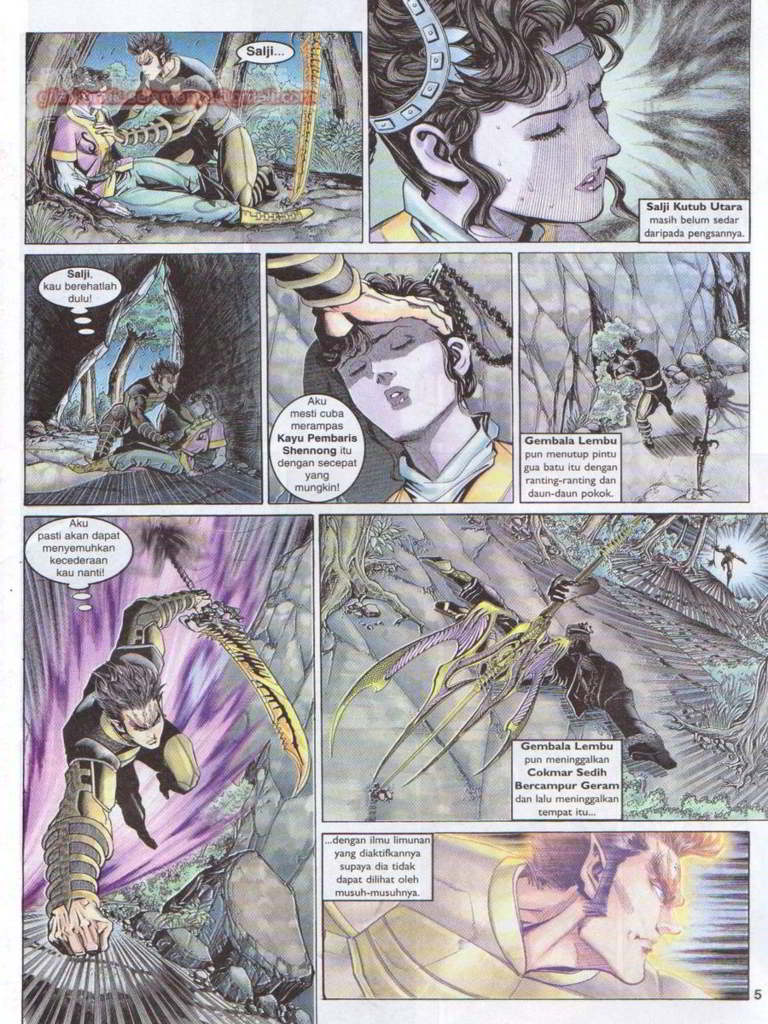 Salji...
Salji Kutub Utara
masih belum sedar
daripada pengsannya.
Salji,
kau berehatlah
dulu!
Aku
mesti cuba
merampas
Kayu Pembaris
Shennong itu
dengan secepat
yang
mungkin!
Gembala Lembu
pun menutup pintu
gua batu itu dengan
ranting-ranting dan
daun-daun pokok.
Aku
pasti akan dapat
menyemuhkan
kecederaan
kau nanti!
Gembala Lembu
pun meninggalkan
Cokmar Sedih
Bercampur Geram
dan lalu meninggalkan
tempat itu...
...dengan ilmu limunan
yang diaktifkannya
supaya dia tidak
dapat dilihat oleh
musuh-musuhnya.
5